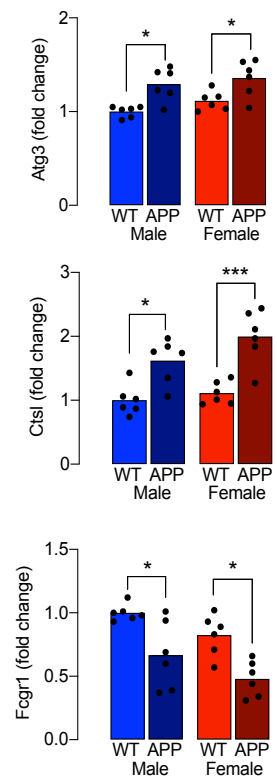 Atg3 (fold change)
2
1
0
*
*
WT APP WT APP
Male Female
Ctsl (fold change)
3
2
1
0
*
***
WT APP WT APP
Male Female
Fcgr1 (fold change)
1.5
1.0
0.5
0.0
*
*
WT APP WT APP
Male Female